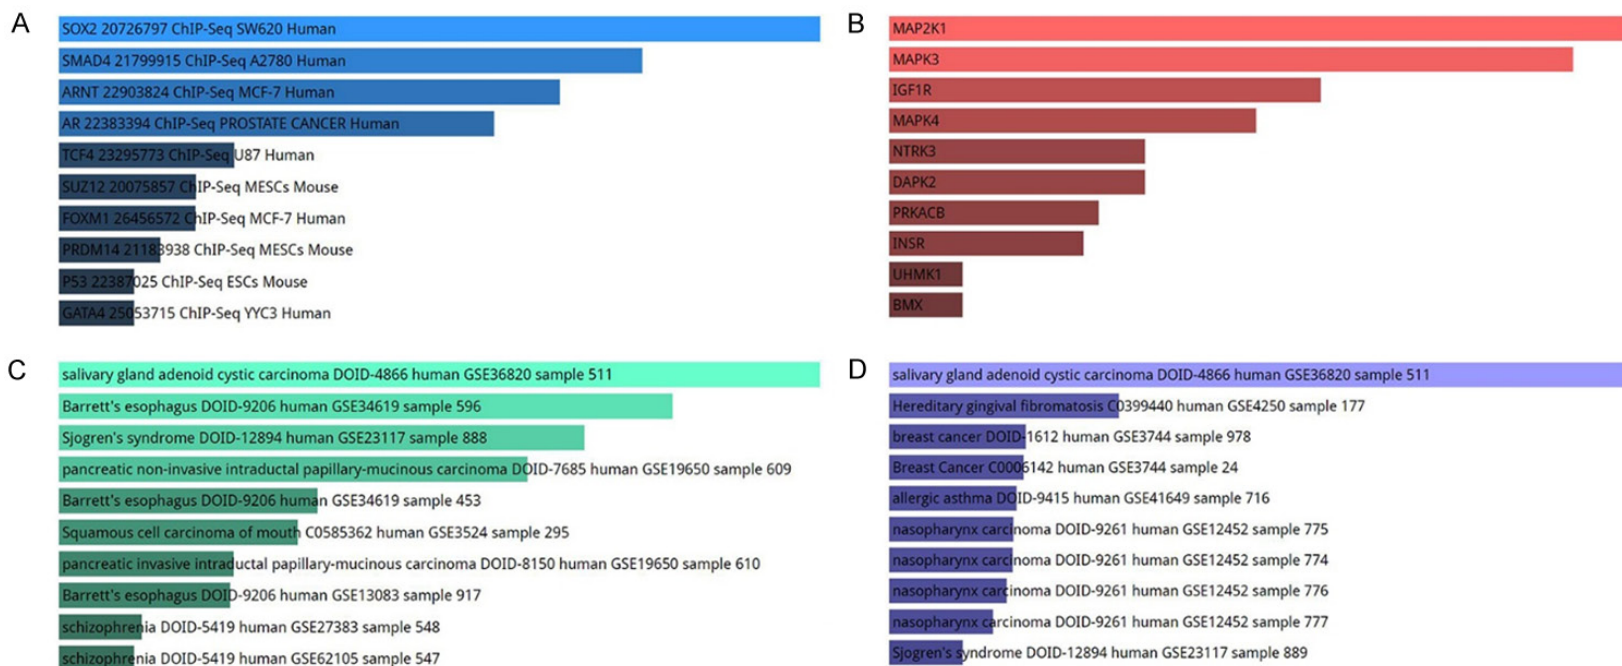 A
SOX2 20726797 ChIP-Seq SW620 Human
SMAD4 21799915 ChIP-Seq A2780 Human
ARNT 22903824 ChIP-Seq MCF-7 Human
AR 22383394 ChIP-Seq PROSTATE CANCER Human
TCF4 23295773 ChIP-Seq U87 Human
SUZ12 20075857 ChIP-Seq MESCs Mouse
FOXM1 26456572 ChIP-Seq MCF-7 Human
PRDM14 21183938 ChIP-Seq MESCs Mouse
P53 22387025 ChIP-Seq ESCs Mouse
GATA4 25053715 ChIP-Seq YYC3 Human
B
MAP2K1
MAPK3
IGF1R
MAPK4
NTRK3
DAPK2
PRKACB
INSR
UHMK1
BMX
C
salivary gland adenoid cystic carcinoma DOID-4866 human GSE36820 sample 511
Barrett's esophagus DOID-9206 human GSE34619 sample 596
Sjogren's syndrome DOID-12894 human GSE23117 sample 888
pancreatic non-invasive intraductal papillary-mucinous carcinoma DOID-7685 human GSE19650 sample 609
Barrett's esophagus DOID-9206 human GSE34619 sample 453
Squamous cell carcinoma of mouth C0585362 human GSE3524 sample 295
pancreatic invasive intraductal papillary-mucinous carcinoma DOID-8150 human GSE19650 sample 610
Barrett's esophagus DOID-9206 human GSE13083 sample 917
schizophrenia DOID-5419 human GSE27383 sample 548
schizophrenia DOID-5419 human GSE62105 sample 547
D
salivary gland adenoid cystic carcinoma DOID-4866 human GSE36820 sample 511
Hereditary gingival fibromatosis C0399440 human GSE4250 sample 177
breast cancer DOID-1612 human GSE3744 sample 978
Breast Cancer C0006142 human GSE3744 sample 24
allergic asthma DOID-9415 human GSE41649 sample 716
nasopharynx carcinoma DOID-9261 human GSE12452 sample 775
nasopharynx carcinoma DOID-9261 human GSE12452 sample 774
nasopharynx carcinoma DOID-9261 human GSE12452 sample 776
nasopharynx carcinoma DOID-9261 human GSE12452 sample 777
Sjogren's syndrome DOID-12894 human GSE23117 sample 889